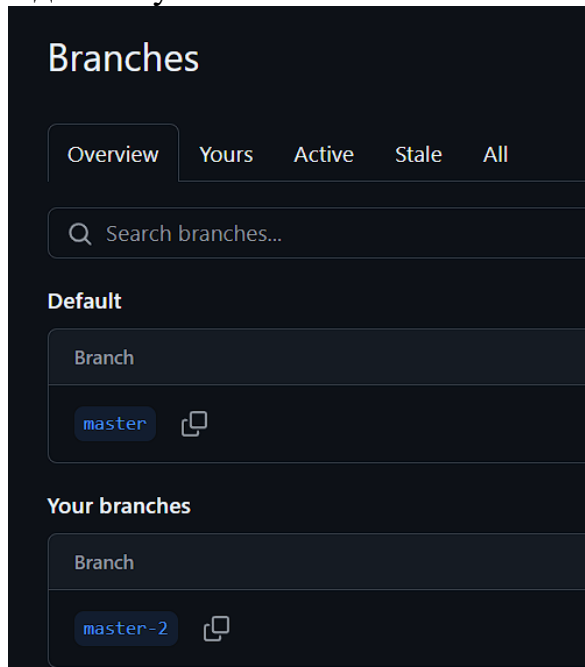 Branches
Overview Yours Active Stale All
Search branches...
Default
Branch
master
Your branches
Branch
master-2